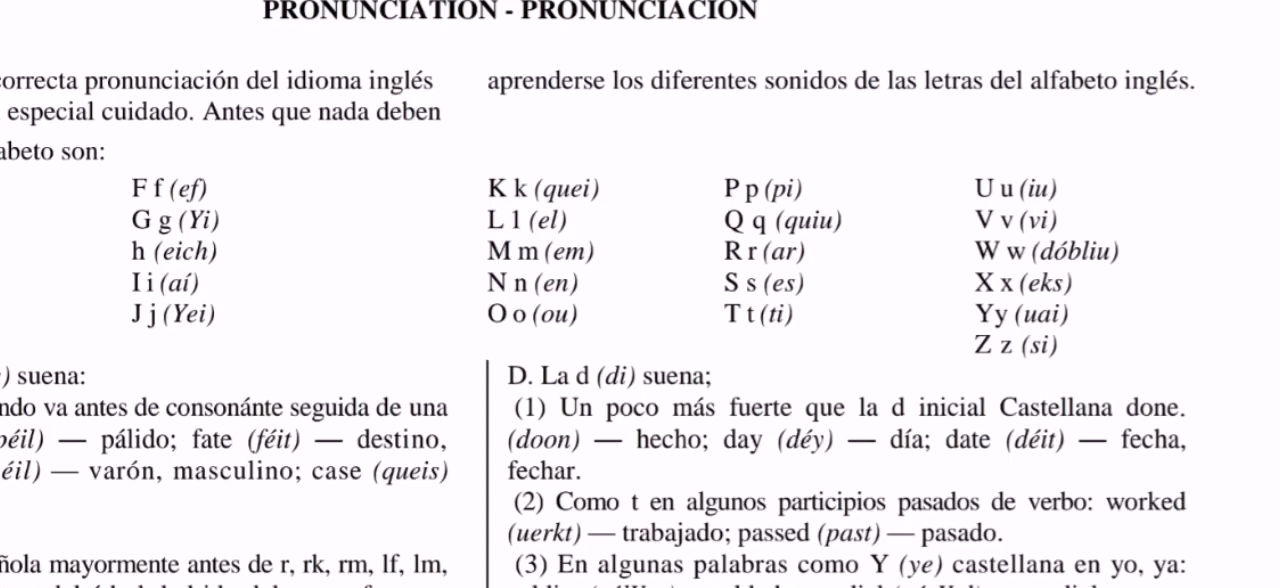 PRONUNCIATION - PRONUNCIACION
correcta pronunciación del idioma inglés
especial cuidado. Antes que nada deben
aprenderse los diferentes sonidos de las letras del alfabeto inglés.
son:
F f (ef)
G g (Yi)
h (eich)
I i (aí)
J j (Yei)
K k (quei)
L l (el)
M m (em)
N n (en)
O o (ou)
P p (pi)
Q q (quiu)
R r (ar)
S s (es)
T t (ti)
U u (iu)
V v (vi)
W w (dóbliu)
X x (eks)
Yy (uai)
Z z (si)
) suena:
va antes de consonánte seguida de una
— pálido; fate (féit) — destino,
— varón, masculino; case (queis)
mayormente antes de r, rk, rm, lf, lm,
D. La d (di) suena;
(1) Un poco más fuerte que la d inicial Castellana done.
(doon) — hecho; day (déy) — día; date (déit) — fecha,
fechar.
(2) Como t en algunos participios pasados de verbo: worked
(uerkt) — trabajado; passed (past) — pasado.
(3) En algunas palabras como Y (ye) castellana en yo, ya: